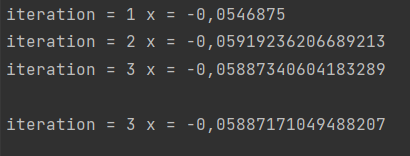 iteration = 1 x = -0,0546875
iteration = 2 x = -0,05919236206689213
iteration = 3 x = -0,05887340604183289
iteration = 3 x = -0,05887171049488207